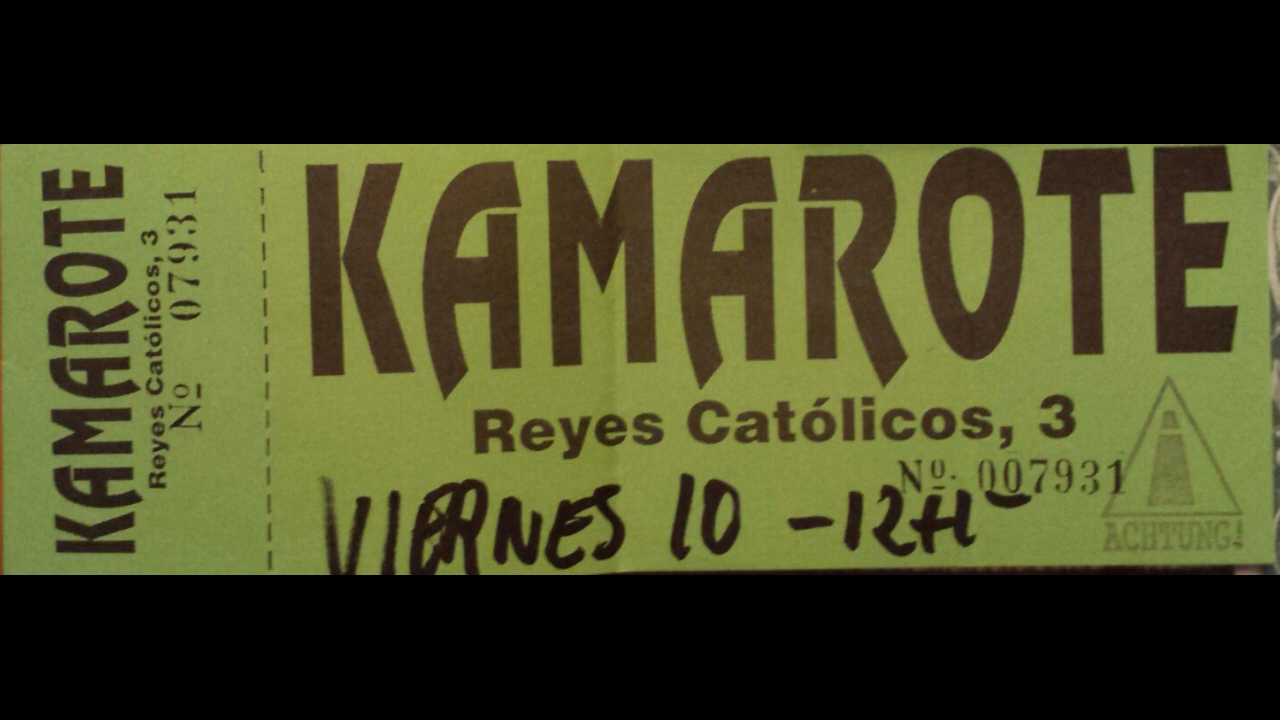 KAMAROTE
Reyes Católicos, 3
Nº 07931
KAMAROTE
Reyes Católicos, 3
Nº. 007931
VIERNES 10 - 12H
ACHTUNG!